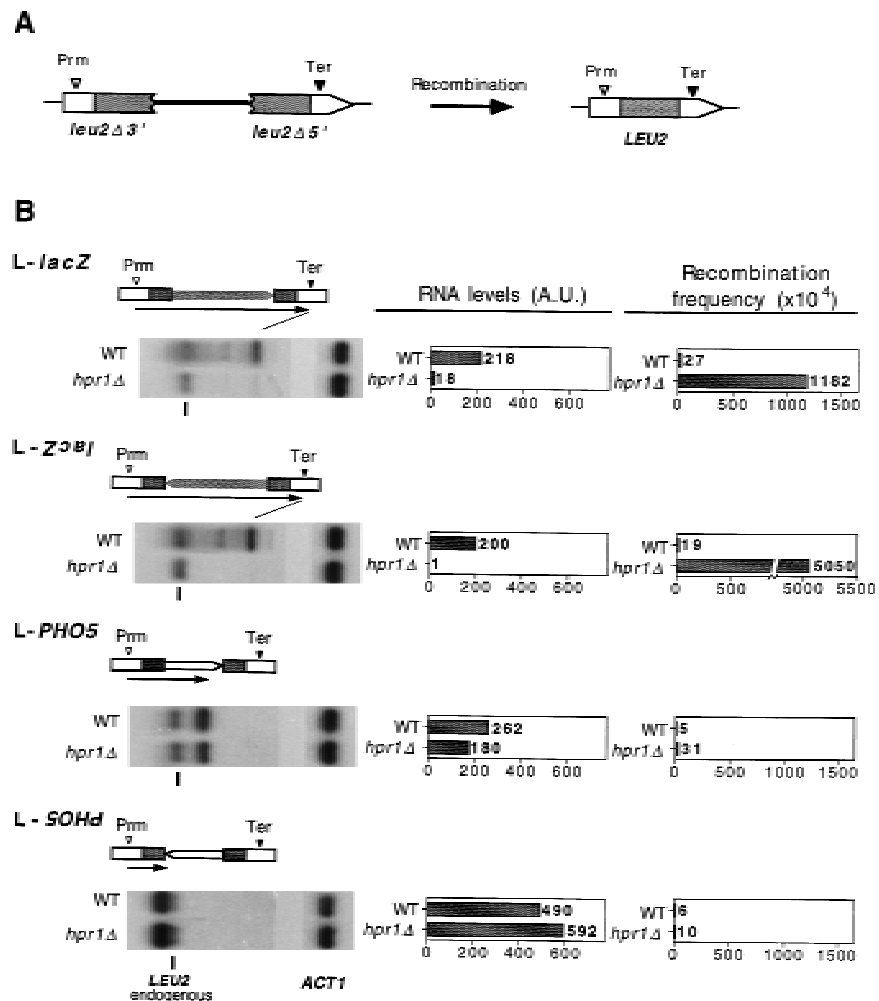 A
Prm
Ter
leu2Δ3'
leu2Δ5'
Recombination
Prm
Ter
LEU2
B
L-lacZ
Prm
Ter
RNA levels (A.U.)
Recombination
frequency (x10⁴)
WT
hpr1Δ
WT 218
hpr1Δ 18
0 200 400 600
WT 27
hpr1Δ 1182
0 500 1000 1500
L-lacZ
Prm
Ter
WT
hpr1Δ
WT 200
hpr1Δ 1
0 200 400 600
WT 19
hpr1Δ 5050
0 500 5000 5500
L-PHO5
Prm
Ter
WT
hpr1Δ
WT 262
hpr1Δ 180
0 200 400 600
WT 5
hpr1Δ 31
0 500 1000 1500
L-PHO5
Prm
Ter
WT
hpr1Δ
WT 490
hpr1Δ 592
0 200 400 600
WT 6
hpr1Δ 10
0 500 1000 1500
LEU2
endogenous
ACT1